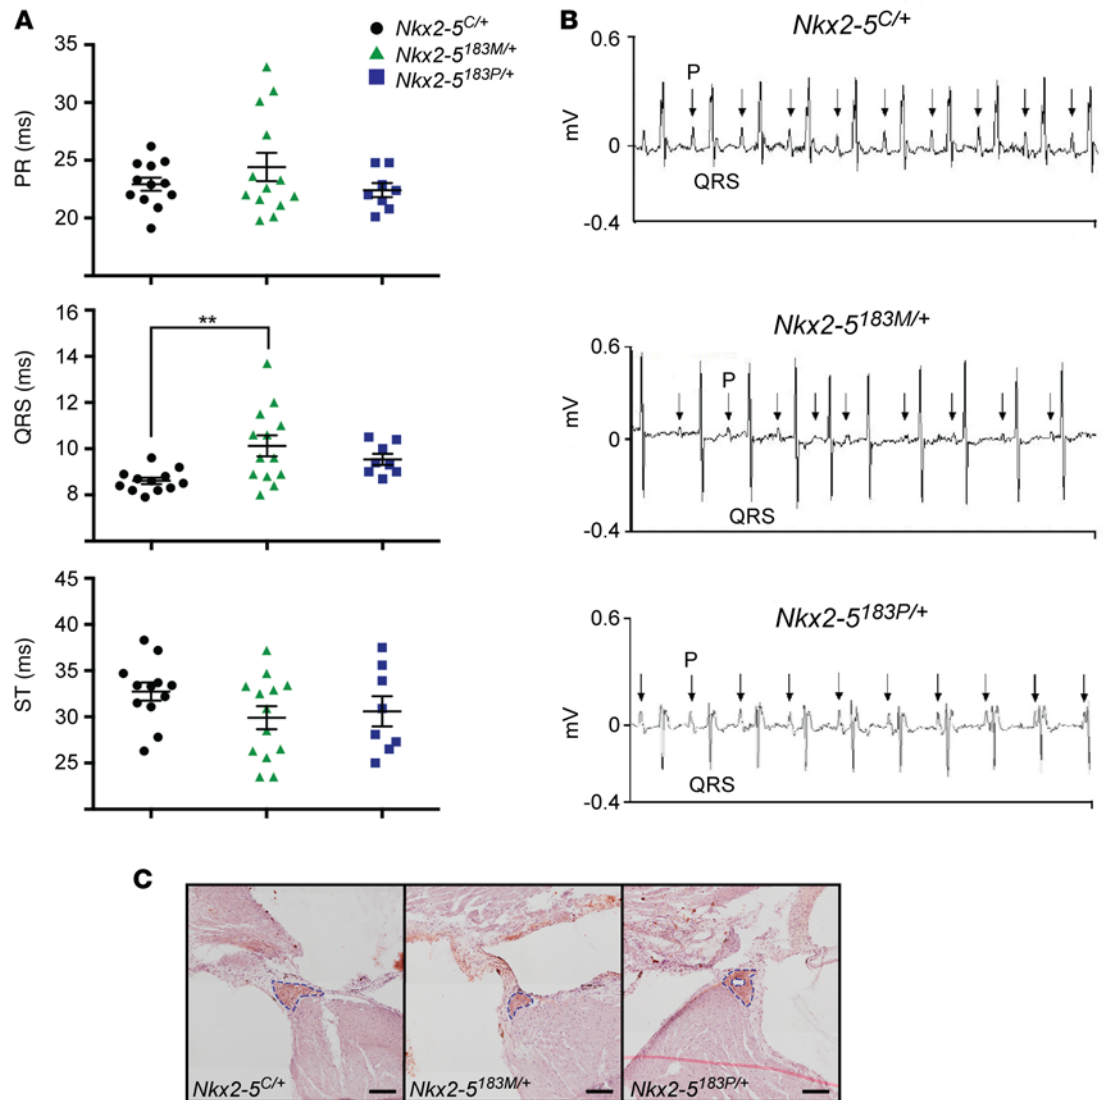 A
Nkx2-5C/+
Nkx2-5183M/+
Nkx2-5183P/+
35
30
25
20
PR (ms)
16
14
12
10
8
QRS (ms)
**
45
40
35
30
25
ST (ms)
B
Nkx2-5C/+
0.6
0
-0.4
mV
P
QRS
Nkx2-5183M/+
0.6
0
-0.4
mV
P
QRS
Nkx2-5183P/+
0.6
0
-0.4
mV
P
QRS
C
Nkx2-5C/+
Nkx2-5183M/+
Nkx2-5183P/+